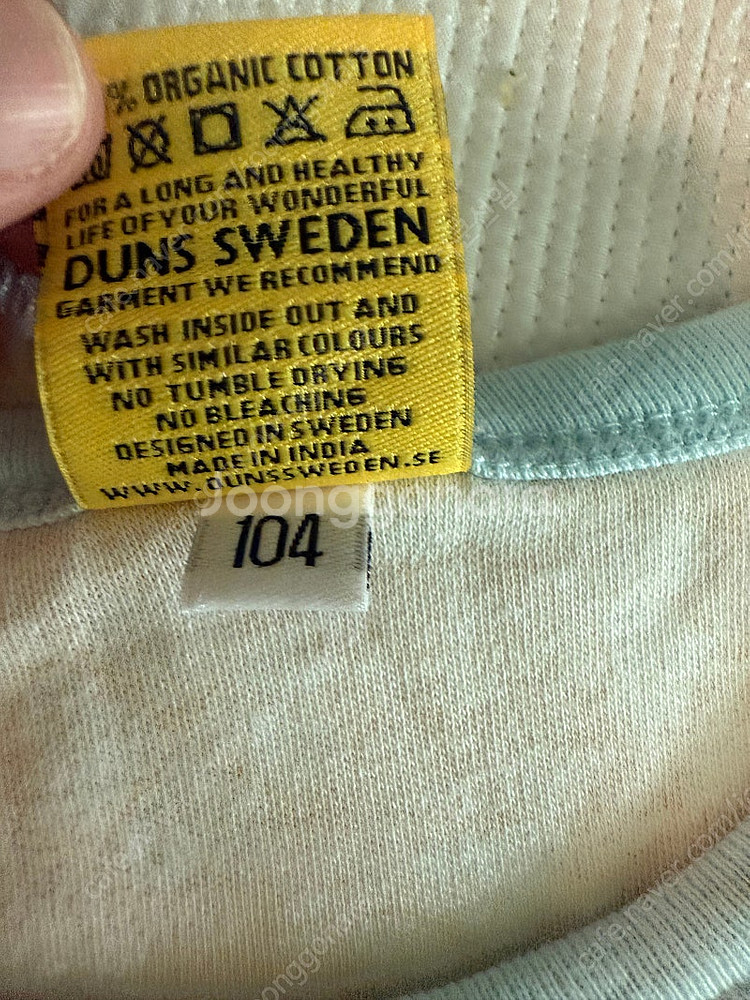 % ORGANIC COTTON
FOR A LONG AND HEALTHY
LIFE OF YOUR WONDERFUL
DUNS SWEDEN
GARMENT WE RECOMMEND
WASH INSIDE OUT AND
WITH SIMILAR COLOURS
NO TUMBLE DRYING
NO BLEACHING
DESIGNED IN SWEDEN
MADE IN INDIA
WWW.DUNSSWEDEN.SE
104